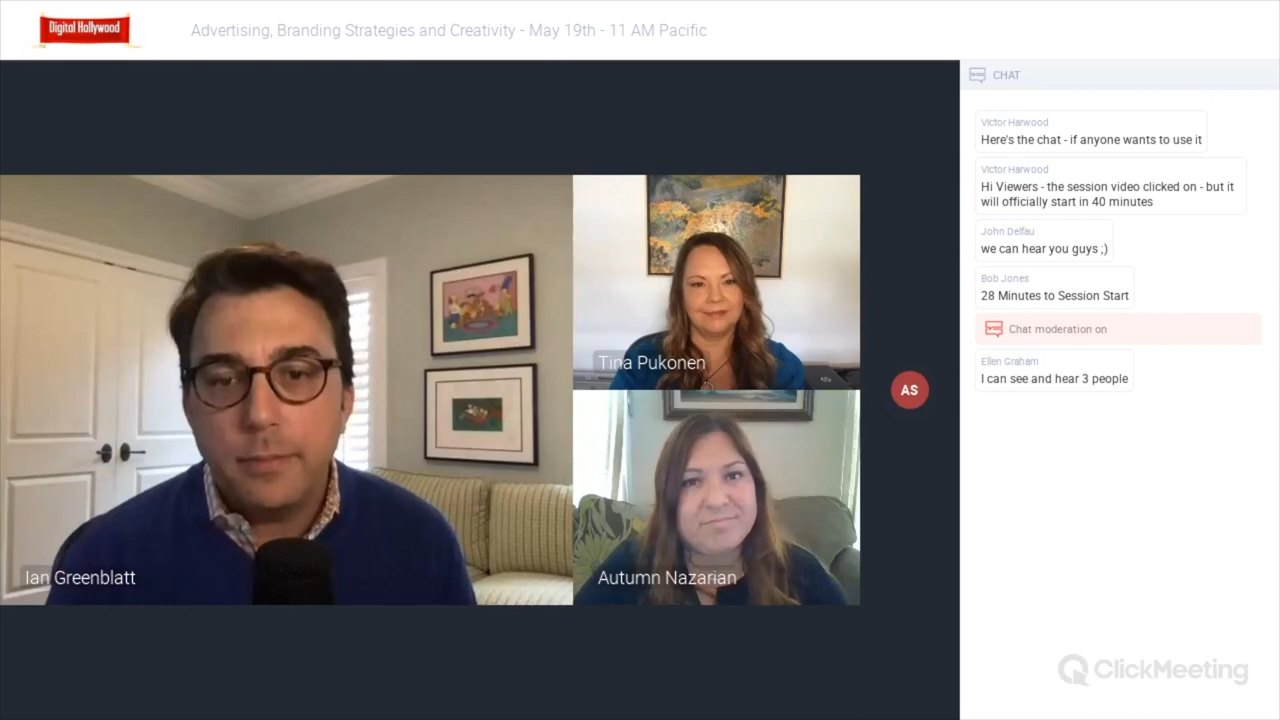 Digital Hollywood
Advertising, Branding Strategies and Creativity - May 19th - 11 AM Pacific
Ian Greenblatt
Tina Pukonen
Autumn Nazarian
AS
CHAT
Victor Harwood
Here's the chat - if anyone wants to use it
Victor Harwood
Hi Viewers - the session video clicked on - but it
will officially start in 40 minutes
John Delfau
we can hear you guys ;)
Bob Jones
28 Minutes to Session Start
Chat moderation on
Ellen Graham
I can see and hear 3 people
ClickMeeting